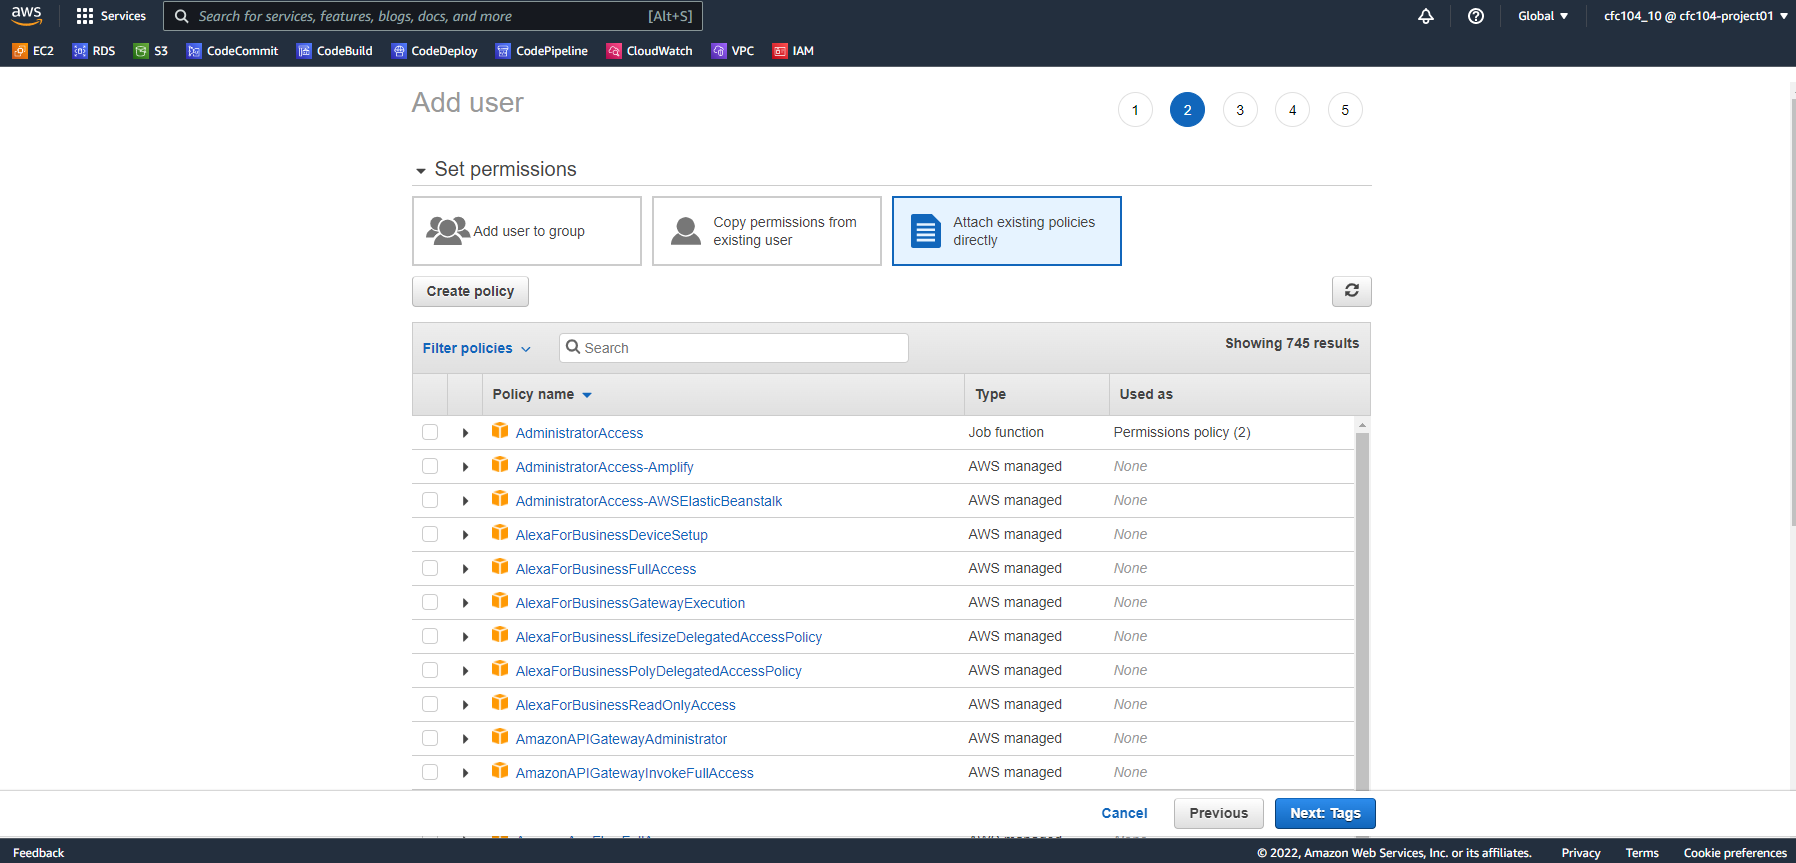 aws
Services
Search for services, features, blogs, docs, and more
[Alt+S]
Global
cfc104_10 @ cfc104-project01
EC2
RDS
S3
CodeCommit
CodeBuild
CodeDeploy
CodePipeline
CloudWatch
VPC
IAM
Add user
1
2
3
4
5
Set permissions
Add user to group
Copy permissions from
existing user
Attach existing policies
directly
Create policy
Filter policies
Search
Showing 745 results
Policy name
Type
Used as
AdministratorAccess
Job function
Permissions policy (2)
AdministratorAccess-Amplify
AWS managed
None
AdministratorAccess-AWSElasticBeanstalk
AWS managed
None
AlexaForBusinessDeviceSetup
AWS managed
None
AlexaForBusinessFullAccess
AWS managed
None
AlexaForBusinessGatewayExecution
AWS managed
None
AlexaForBusinessLifesizeDelegatedAccessPolicy
AWS managed
None
AlexaForBusinessPolyDelegatedAccessPolicy
AWS managed
None
AlexaForBusinessReadOnlyAccess
AWS managed
None
AmazonAPIGatewayAdministrator
AWS managed
None
AmazonAPIGatewayInvokeFullAccess
AWS managed
None
Cancel
Previous
Next: Tags
Feedback
© 2022, Amazon Web Services, Inc. or its affiliates.
Privacy
Terms
Cookie preferences